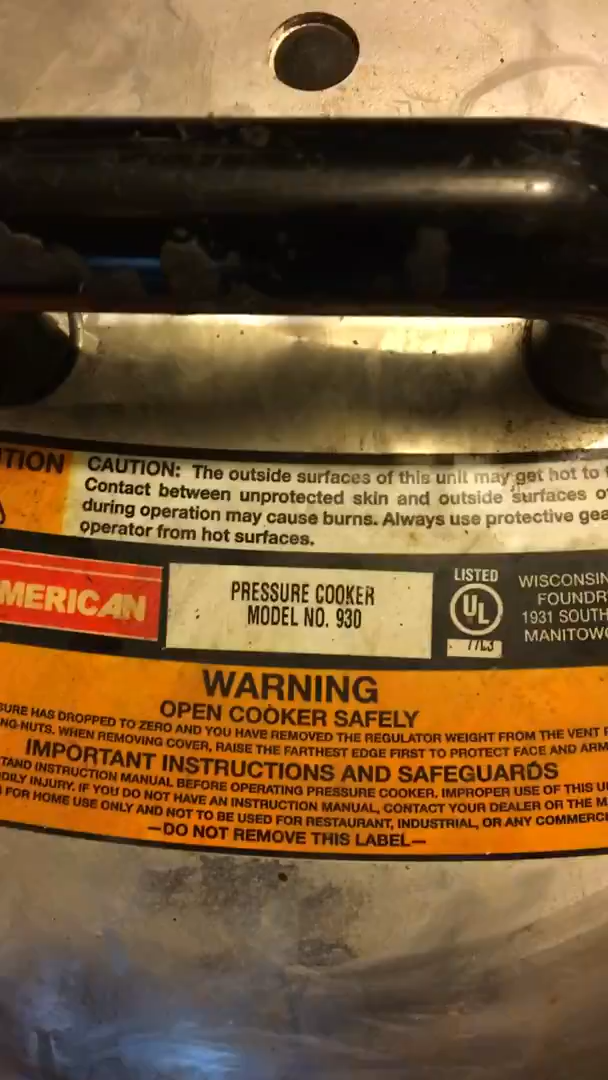 TION
CAUTION: The outside surfaces of this unit may get hot to
Contact between unprotected skin and outside surfaces
during operation may cause burns. Always use protective
operator from hot surfaces.
MERICAN
PRESSURE COOKER
MODEL NO. 930
LISTED
UL
77L3
WISCONSIN
FOUNDR
1931 SOUTH
MANITOWO
WARNING
OPEN COOKER SAFELY
SURE HAS DROPPED TO ZERO AND YOU HAVE REMOVED THE REGULATOR WEIGHT FROM THE VENT
NG-NUTS. WHEN REMOVING COVER, RAISE THE FARTHEST EDGE FIRST TO PROTECT FACE AND ARM
IMPORTANT INSTRUCTIONS AND SAFEGUARDS
TAND INSTRUCTION MANUAL BEFORE OPERATING PRESSURE COOKER. IMPROPER USE OF THIS
DILY INJURY. IF YOU DO NOT HAVE AN INSTRUCTION MANUAL, CONTACT YOUR DEALER OR THE
FOR HOME USE ONLY AND NOT TO BE USED FOR RESTAURANT, INDUSTRIAL, OR ANY COMMERC
—DO NOT REMOVE THIS LABEL—